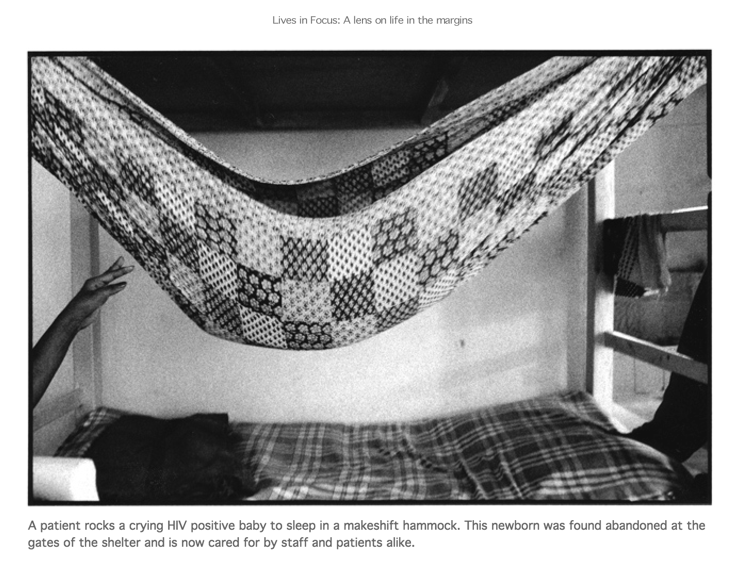 Lives in Focus: A lens on life in the margins
A patient rocks a crying HIV positive baby to sleep in a makeshift hammock. This newborn was found abandoned at the
gates of the shelter and is now cared for by staff and patients alike.